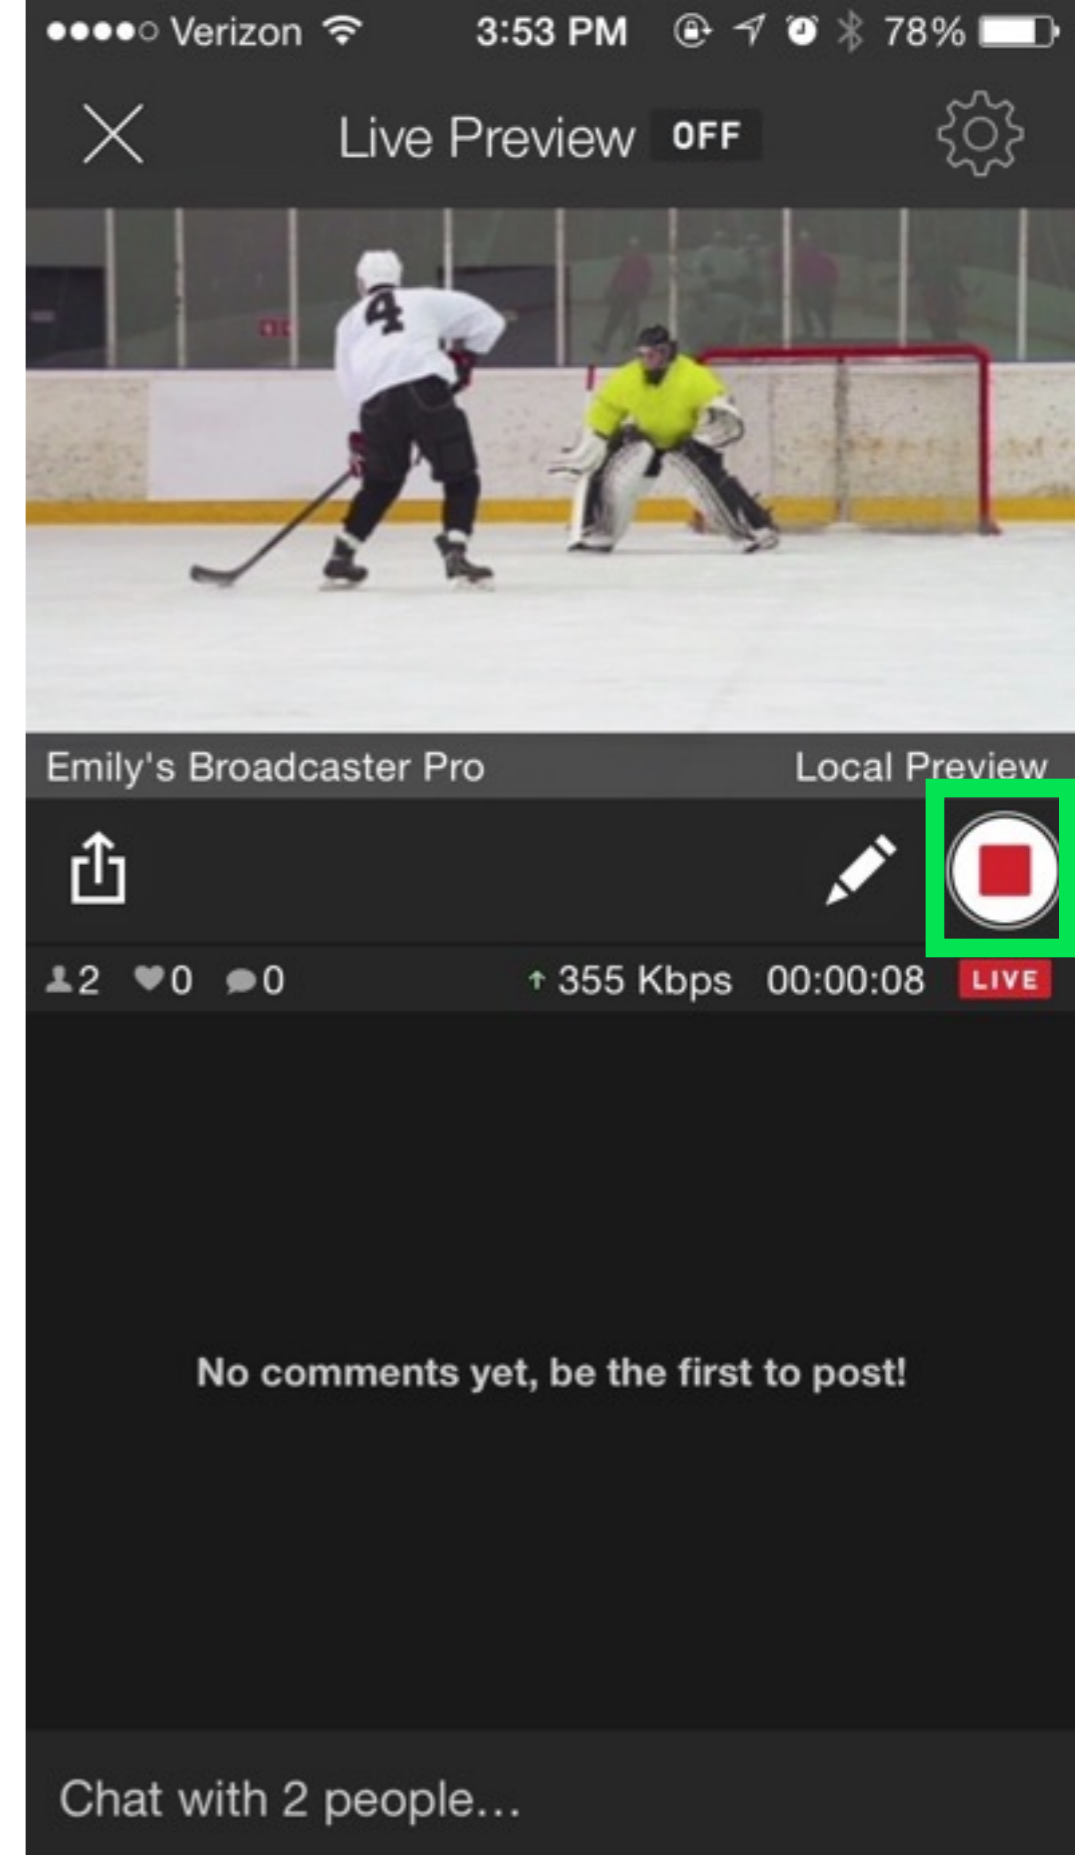 Verizon 3:53 PM 78%
Live Preview OFF
4
Emily's Broadcaster Pro Local Preview
2 0 0 ↑ 355 Kbps 00:00:08 LIVE
No comments yet, be the first to post!
Chat with 2 people...